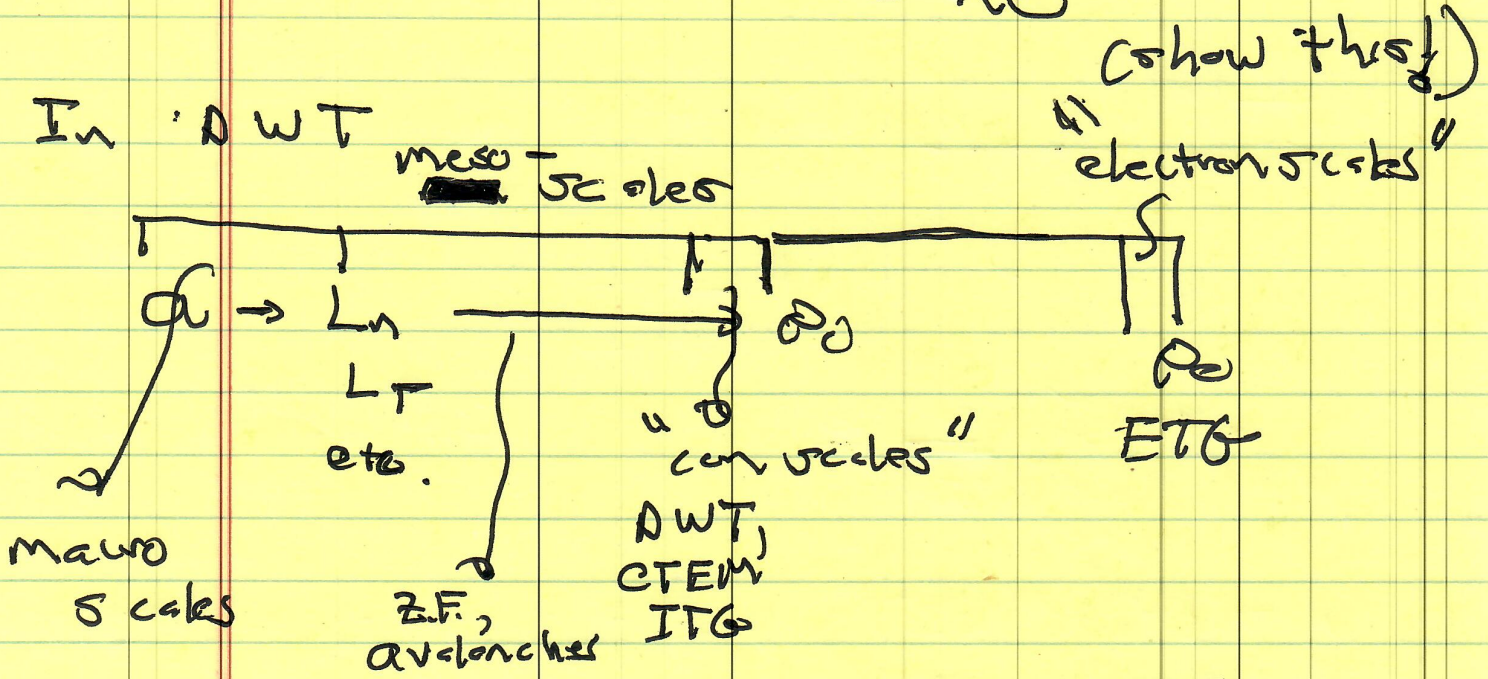 (show this!)
In DWT
"electron scales"
meso-scales
a → Ln → ρi
ρe
LT
etc.
"ion scales"
ETG
DWT,
CTEM
ITG
macro
scales
Z.F.,
avalanches